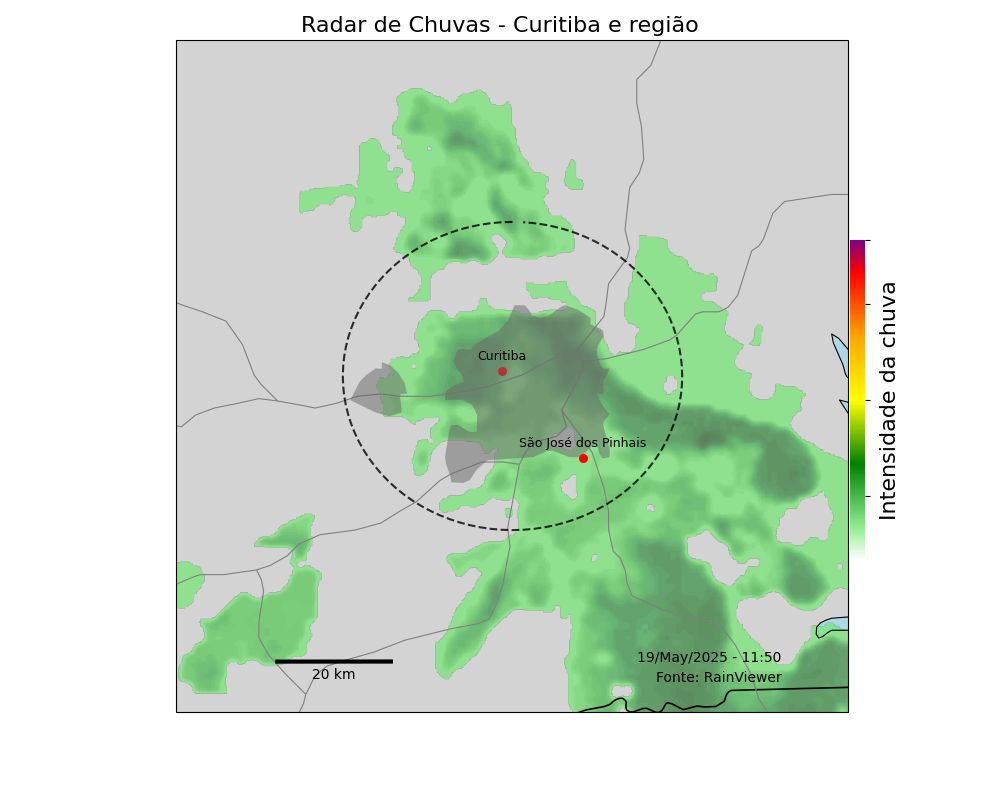 Radar de Chuvas - Curitiba e região
Curitiba
São José dos Pinhais
Intensidade da chuva
19/May/2025 - 11:50
Fonte: RainViewer
20 km